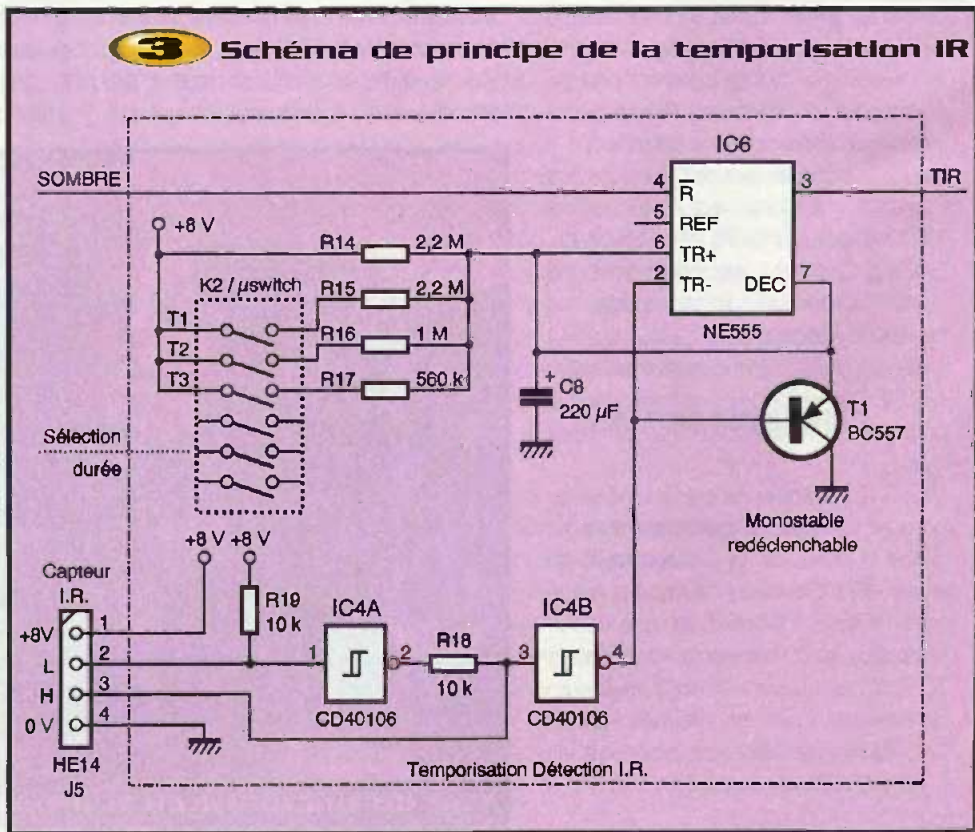 3 Schéma de principe de la temporisation IR
SOMBRE
IC6
4
R
3
TIR
5
REF
6
TR+
2
TR-
DEC
7
NE555
+8 V
R14
2,2 M
K2 / µswitch
R15
2,2 M
T1
R16
1 M
T2
R17
560 k
T3
+
C8
220 µF
T1
BC557
Sélection
durée
Monostable
redéclenchable
+8 V +8 V
Capteur
I.R.
R19
10 k
IC4A
IC4B
+8V
1
L
2
1
2
R18
10 k
3
4
H
3
CD40106
CD40106
0 V
4
HE14
J5
Temporisation Détection I.R.